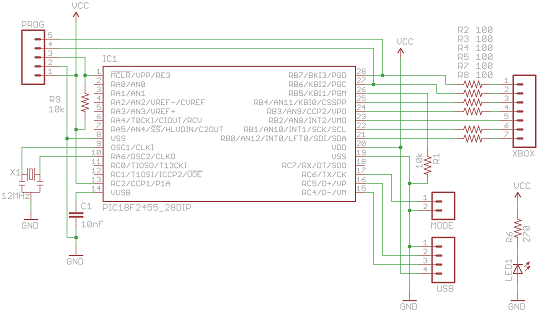 VCC
PROG
5
4
3
2
1
R9
10k
IC1
1 MCLR/VPP/RE3
2 RA0/AN0
3 RA1/AN1
4 RA2/AN2/VREF-/CVREF
5 RA3/AN3/VREF+
6 RA4/T0CKI/C1OUT/RCV
7 RA5/AN4/SS/HLVDIN/C2OUT
8 VSS
9 OSC1/CLKI
10 RA6/OSC2/CLKO
11 RC0/T1OSO/T13CKI
12 RC1/T1OSI/CCP2/UOE
13 RC2/CCP1/P1A
14 VUSB
RB7/KBI3/PGD 28
RB6/KBI2/PGC 27
RB5/KBI1/PGM 26
RB4/AN11/KBI0/CSSPP 25
RB3/AN9/CCP2/VPO 24
RB2/AN8/INT2/VMO 23
RB1/AN10/INT1/SCK/SCL 22
RB0/AN12/INT0/LFT0/SDI/SDA 21
VDD 20
VSS 19
RC7/RX/DT/SDO 18
RC6/TX/CK 17
RC5/D+/VP 16
RC4/D-/VM 15
PIC18F2455_28DIP
X1
12MHz
GND
C1
10nF
GND
VCC
R2 100
R3 100
R4 100
R5 100
R7 100
R8 100
1
2
3
4
5
6
7
XBOX
10k
R1
1
2
MODE
1
2
3
4
USB
GND
VCC
R6
270
LED1
GND